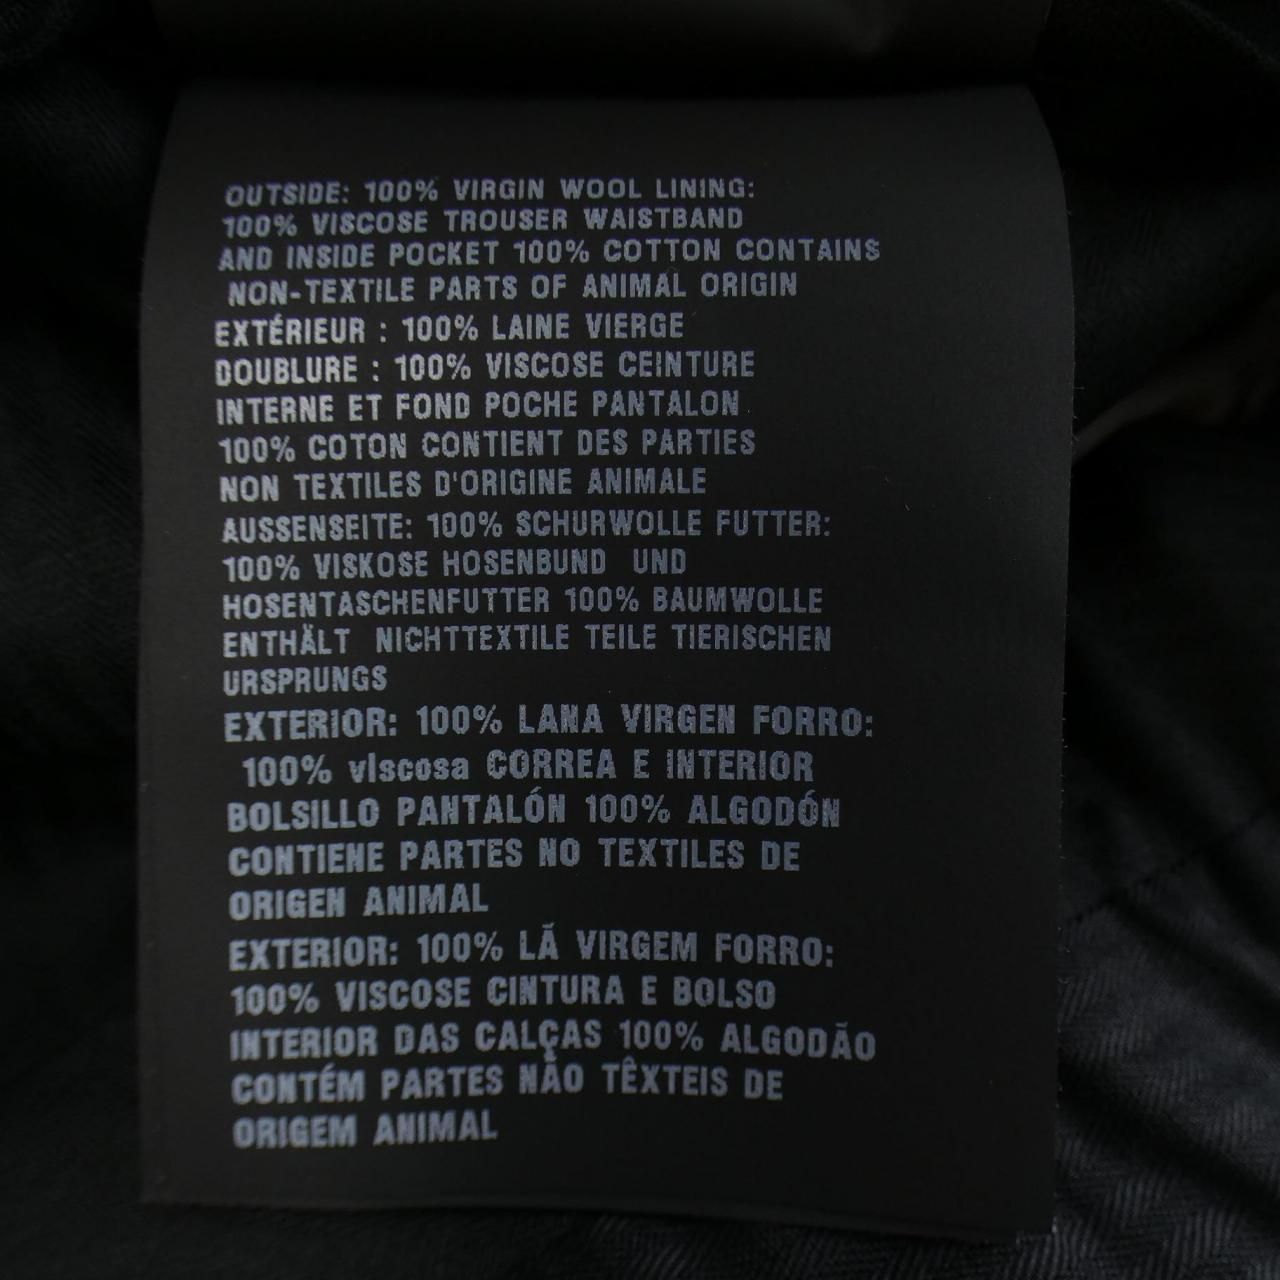 OUTSIDE: 100% VIRGIN WOOL LINING:
100% VISCOSE TROUSER WAISTBAND
AND INSIDE POCKET 100% COTTON CONTAINS
NON-TEXTILE PARTS OF ANIMAL ORIGIN
EXTÉRIEUR : 100% LAINE VIERGE
DOUBLURE : 100% VISCOSE CEINTURE
INTERNE ET FOND POCHE PANTALON
100% COTON CONTIENT DES PARTIES
NON TEXTILES D'ORIGINE ANIMALE
AUSSENSEITE: 100% SCHURWOLLE FUTTER:
100% VISKOSE HOSENBUND UND
HOSENTASCHENFUTTER 100% BAUMWOLLE
ENTHÄLT NICHTTEXTILE TEILE TIERISCHEN
URSPRUNGS
EXTERIOR: 100% LANA VIRGEN FORRO:
100% viscosa CORREA E INTERIOR
BOLSILLO PANTALÓN 100% ALGODÓN
CONTIENE PARTES NO TEXTILES DE
ORIGEN ANIMAL
EXTERIOR: 100% LÃ VIRGEM FORRO:
100% VISCOSE CINTURA E BOLSO
INTERIOR DAS CALÇAS 100% ALGODÃO
CONTÉM PARTES NÃO TÊXTEIS DE
ORIGEM ANIMAL